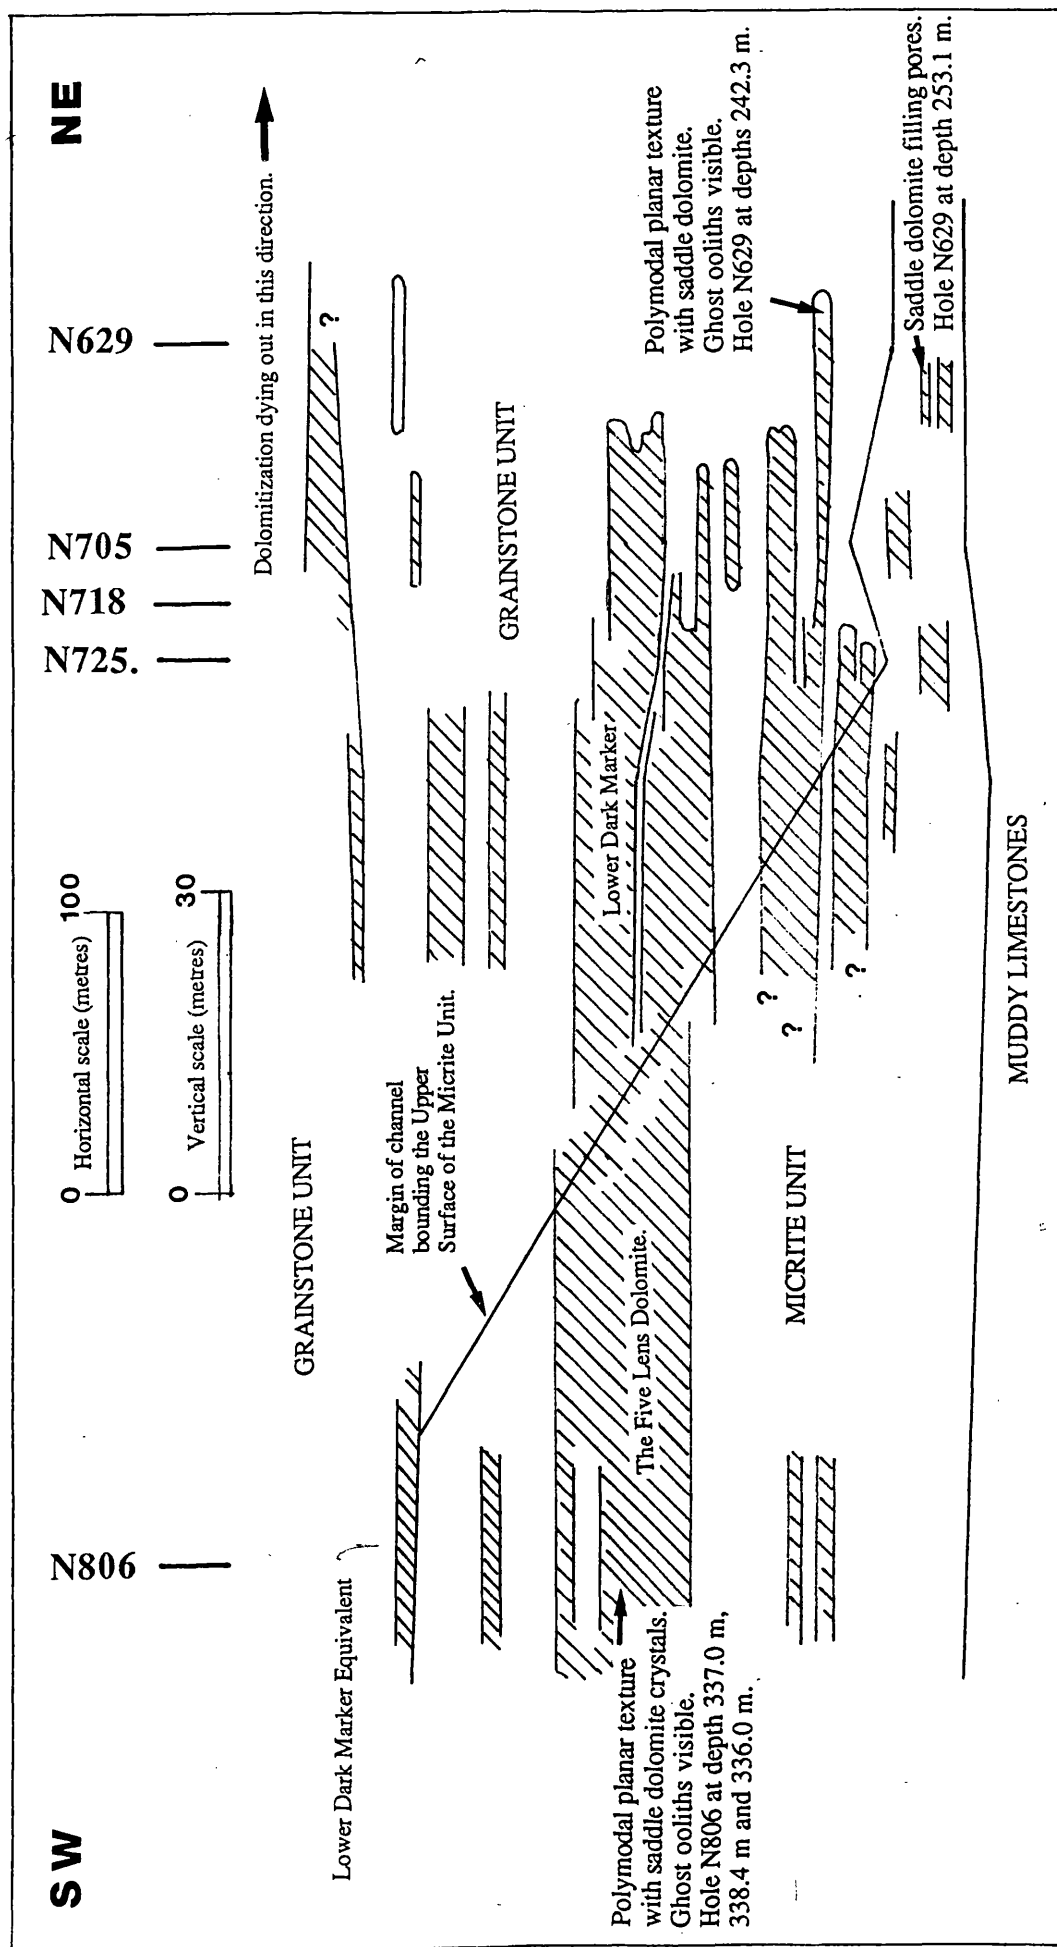 SW
NE
N806
N725.
N718
N705
N629
0
100
Horizontal scale (metres)
0
30
Vertical scale (metres)
Dolomitization dying out in this direction.
?
Lower Dark Marker Equivalent
GRAINSTONE UNIT
Margin of channel
bounding the Upper
Surface of the Micrite Unit.
GRAINSTONE UNIT
Lower Dark Marker
The Five Lens Dolomite.
Polymodal planar texture
with saddle dolomite.
Ghost ooliths visible.
Hole N629 at depths 242.3 m.
Polymodal planar texture
with saddle dolomite crystals.
Ghost ooliths visible.
Hole N806 at depth 337.0 m,
338.4 m and 336.0 m.
?
?
?
MICRITE UNIT
Saddle dolomite filling pores.
Hole N629 at depth 253.1 m.
MUDDY LIMESTONES